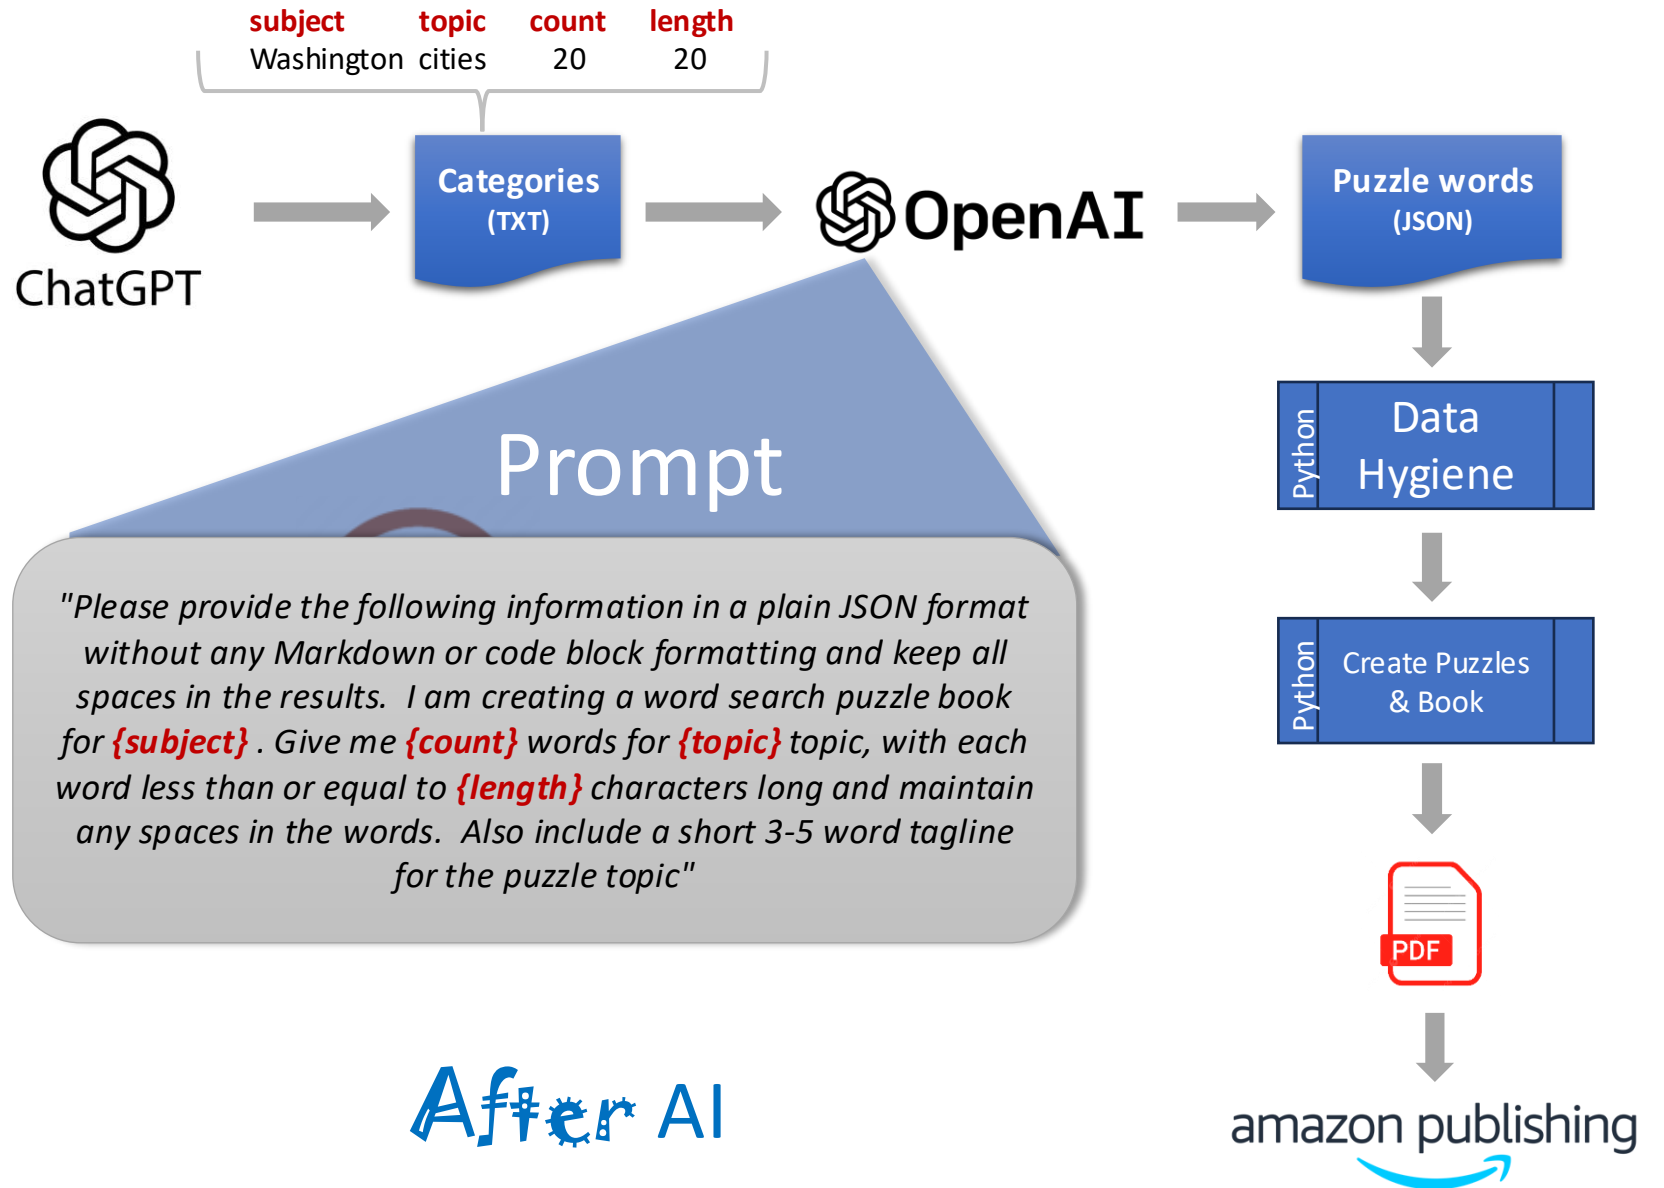 subject topic count length
Washington cities 20 20
ChatGPT
Categories
(TXT)
OpenAI
Puzzle words
(JSON)
Prompt
"Please provide the following information in a plain JSON format
without any Markdown or code block formatting and keep all
spaces in the results.  I am creating a word search puzzle book
for {subject} . Give me {count} words for {topic} topic, with each
word less than or equal to {length} characters long and maintain
any spaces in the words.  Also include a short 3-5 word tagline
for the puzzle topic"
Python
Data
Hygiene
Python
Create Puzzles
& Book
PDF
amazon publishing
After AI